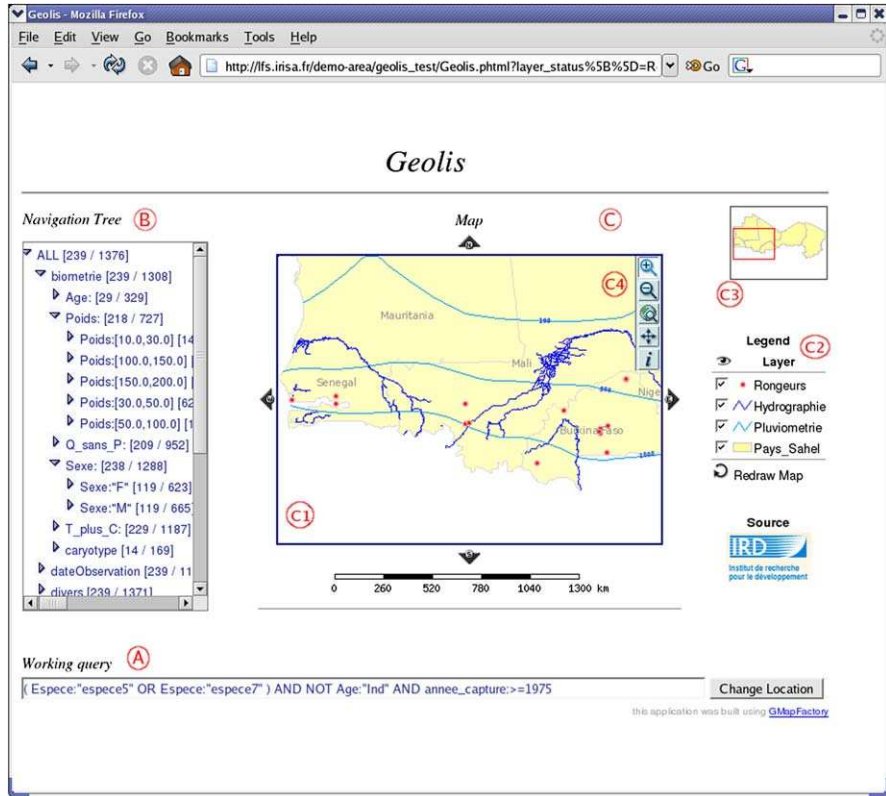 Geolis - Mozilla Firefox
File Edit View Go Bookmarks Tools Help
http://lfs.irisa.fr/demo-area/geolis_test/Geolis.phtml?layer_status%5B%5D=R
Go
G
Geolis
Navigation Tree B
ALL [239 / 1376]
biometrie [239 / 1308]
Age: [29 / 329]
Poids: [218 / 727]
Poids:[10.0,30.0] [14
Poids:[100.0,150.0] [
Poids:[150.0,200.0] [
Poids:[30.0,50.0] [62
Poids:[50.0,100.0] [1
Q_sans_P: [209 / 952]
Sexe: [238 / 1288]
Sexe:"F" [119 / 623]
Sexe:"M" [119 / 665]
T_plus_C: [229 / 1187]
caryotype [14 / 169]
dateObservation [239 / 11
divers [239 / 1371]
Map C
N
C4
i
Mauritania
Mali
Senegal
Nige
Burkina Faso
1000
C1
S
0 260 520 780 1040 1300 km
C3
Legend C2
Layer
Rongeurs
Hydrographie
Pluviometrie
Pays_Sahel
Redraw Map
Source
IRD
Institut de recherche
pour le développement
Working query A
( Espece:"espece5" OR Espece:"espece7" ) AND NOT Age:"Ind" AND annee_capture:>=1975
Change Location
this application was built using GMapFactory